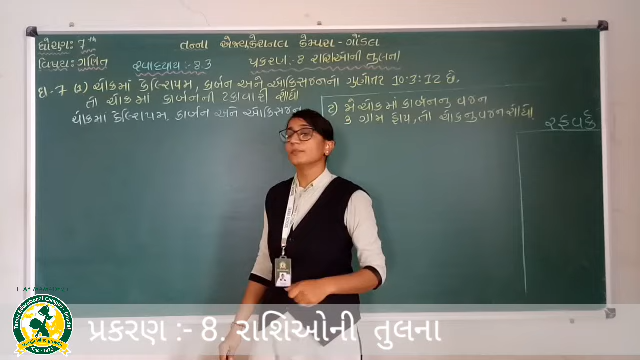 ધોરણ: 7th
તન્ના એજ્યુકેશનલ કેમ્પસ - ગોંડલ
વિષય: ગણિત
સ્વાધ્યાય :- 8.3
પ્રકરણ :- 8 રાશિઓની તુલના
દા. 7 (1) ચોકમાં કેલ્શિયમ, કાર્બન અને ઓક્સિજનનો ગુણોત્તર 10:3:12 છે.
તો ચોકમાં કાર્બનની ટકાવારી શોધો
ચોકમાં કેલ્શિયમ, કાર્બન અને ઓક્સિજન
2) જો ચોકમાં કાર્બનનુ વજન
3 ગ્રામ હોય, તો ચોકનુ વજન શોધો
રફવર્ક
પ્રકરણ :- 8. રાશિઓની તુલના